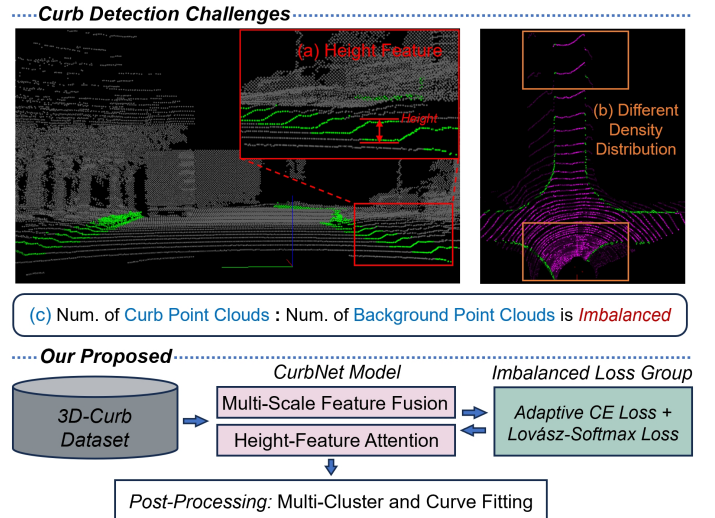 Curb Detection Challenges
(a) Height Feature
Height
(b) Different
Density
Distribution
(c) Num. of Curb Point Clouds : Num. of Background Point Clouds is Imbalanced
Our Proposed
CurbNet Model
Imbalanced Loss Group
3D-Curb
Dataset
Multi-Scale Feature Fusion
Height-Feature Attention
Adaptive CE Loss +
Lovász-Softmax Loss
Post-Processing: Multi-Cluster and Curve Fitting